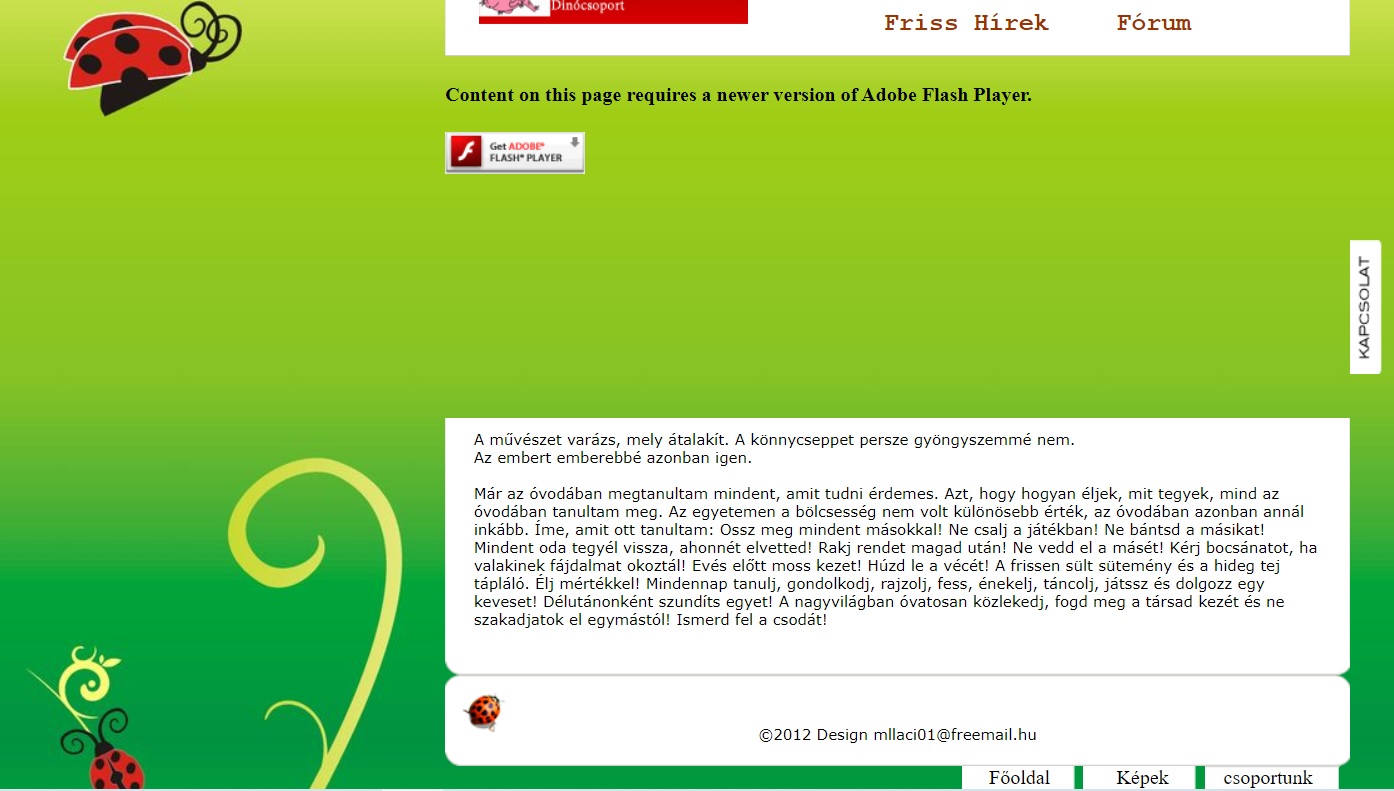 Dinócsoport
Friss Hírek Fórum
Content on this page requires a newer version of Adobe Flash Player.
Get ADOBE®
FLASH® PLAYER
KAPCSOLAT
A művészet varázs, mely átalakít. A könnycseppet persze gyöngyszemmé nem.
Az embert emberebbé azonban igen.
Már az óvodában megtanultam mindent, amit tudni érdemes. Azt, hogy hogyan éljek, mit tegyek, mind az
óvodában tanultam meg. Az egyetemen a bölcsesség nem volt különösebb érték, az óvodában azonban annál
inkább. Íme, amit ott tanultam: Ossz meg mindent másokkal! Ne csalj a játékban! Ne bántsd a másikat!
Mindent oda tegyél vissza, ahonnét elvetted! Rakj rendet magad után! Ne vedd el a másét! Kérj bocsánatot, ha
valakinek fájdalmat okoztál! Evés előtt moss kezet! Húzd le a vécét! A frissen sült sütemény és a hideg tej
tápláló. Élj mértékkel! Mindennap tanulj, gondolkodj, rajzolj, fess, énekelj, táncolj, játssz és dolgozz egy
keveset! Délutánonként szundíts egyet! A nagyvilágban óvatosan közlekedj, fogd meg a társad kezét és ne
szakadjatok el egymástól! Ismerd fel a csodát!
©2012 Design mllaci01@freemail.hu
Főoldal Képek csoportunk